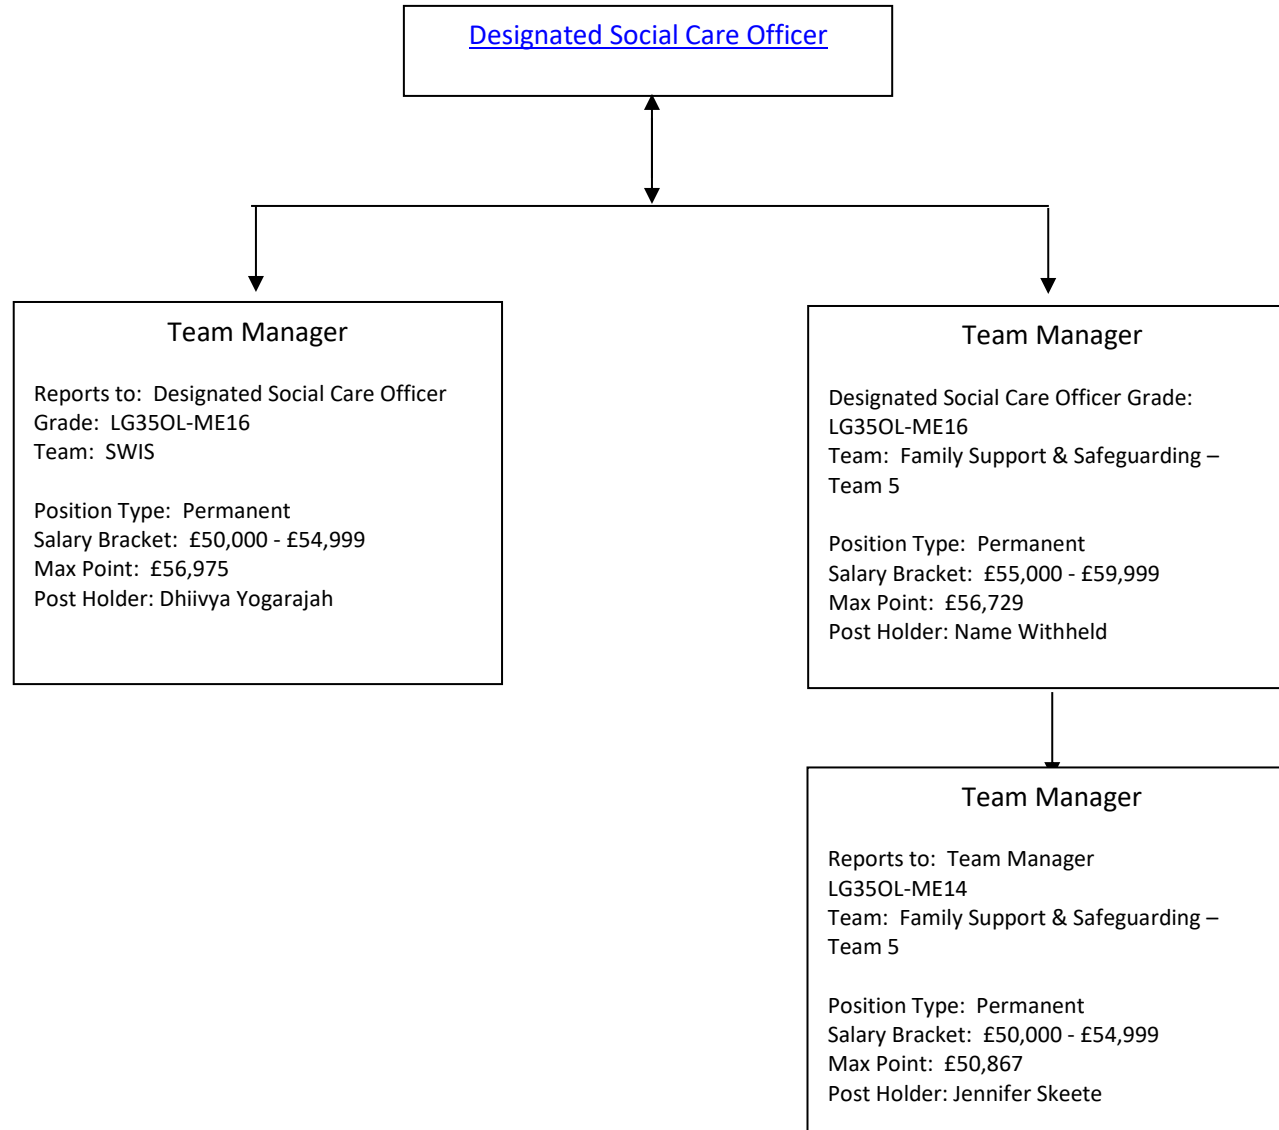 Designated Social Care Officer
Team Manager
Reports to:  Designated Social Care Officer
Grade:  LG35OL-ME16
Team:  SWIS
Position Type:  Permanent
Salary Bracket:  £50,000 - £54,999
Max Point:  £56,975
Post Holder: Dhiivya Yogarajah
Team Manager
Designated Social Care Officer Grade:
LG35OL-ME16
Team:  Family Support & Safeguarding –
Team 5
Position Type:  Permanent
Salary Bracket:  £55,000 - £59,999
Max Point:  £56,729
Post Holder: Name Withheld
Team Manager
Reports to:  Team Manager
LG35OL-ME14
Team:  Family Support & Safeguarding –
Team 5
Position Type:  Permanent
Salary Bracket:  £50,000 - £54,999
Max Point:  £50,867
Post Holder: Jennifer Skeete